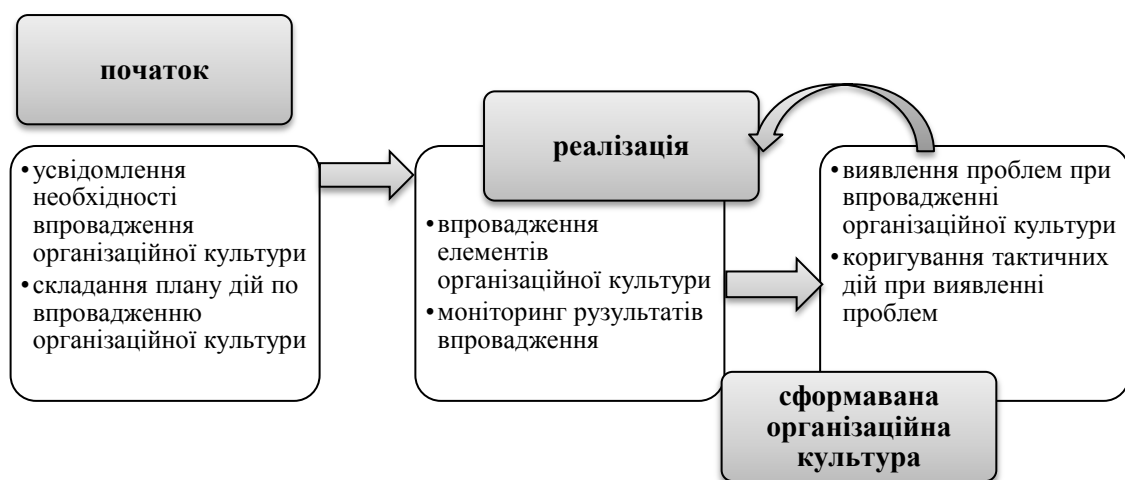 початок
•усвідомлення
необхідності
впровадження
організаційної культури
•складання плану дій по
впровадженню
організаційної культури
реалізація
•впровадження
елементів
організаційної культури
•моніторинг рузультатів
впровадження
•виявлення проблем при
впровадженні
організаційної культури
•коригування тактичних
дій при виявленні
проблем
сформавана
організаційна
культура